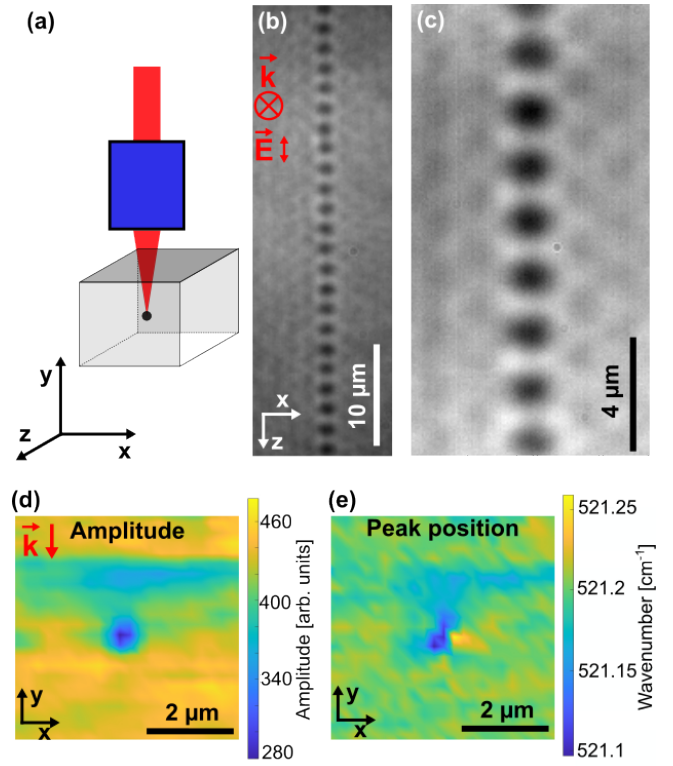 (a)
(b)
(c)
k
E
y
z
x
x
z
10 µm
4 µm
(d)
(e)
k
Amplitude
460
400
340
280
Amplitude [arb. units]
y
x
2 µm
Peak position
521.25
521.2
521.15
521.1
Wavenumber [cm⁻¹]
y
x
2 µm